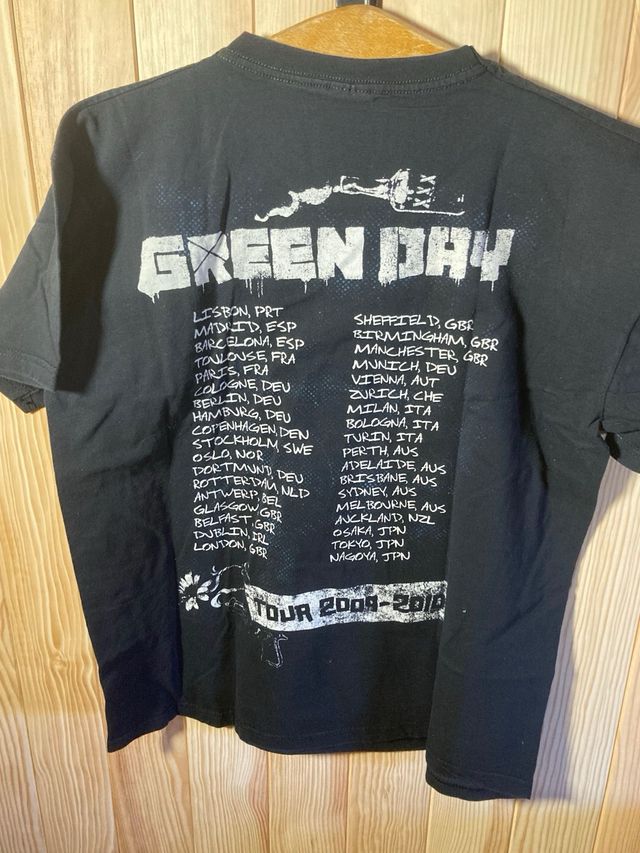 XXX
GREEN DAY
LISBON, PRT
MADRID, ESP
BARCELONA, ESP
TOULOUSE, FRA
PARIS, FRA
COLOGNE, DEU
BERLIN, DEU
HAMBURG, DEU
COPENHAGEN, DEN
STOCKHOLM, SWE
OSLO, NOR
DORTMUND, DEU
ROTTERDAM, NLD
ANTWERP, BEL
GLASGOW, GBR
BELFAST, GBR
DUBLIN, IRL
LONDON, GBR
SHEFFIELD, GBR
BIRMINGHAM, GBR
MANCHESTER, GBR
MUNICH, DEU
VIENNA, AUT
ZURICH, CHE
MILAN, ITA
BOLOGNA, ITA
TURIN, ITA
PERTH, AUS
ADELAIDE, AUS
BRISBANE, AUS
SYDNEY, AUS
MELBOURNE, AUS
AUCKLAND, NZL
OSAKA, JPN
TOKYO, JPN
NAGOYA, JPN
TOUR 2009-2010